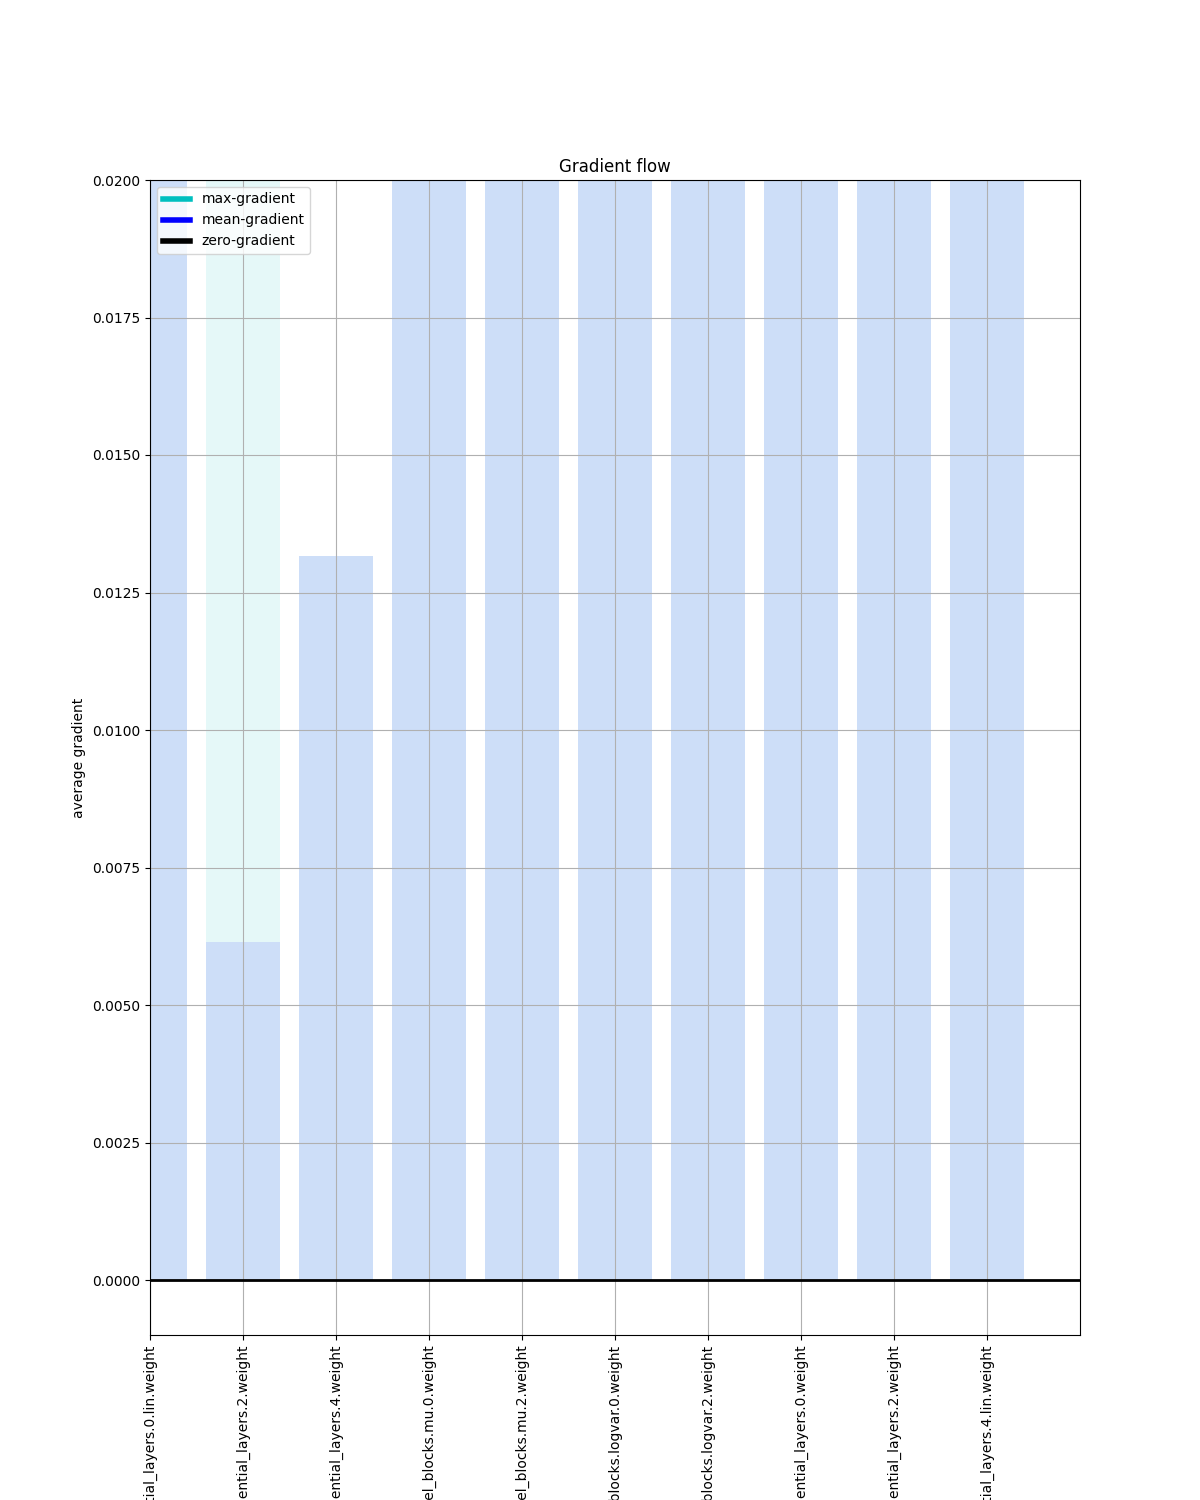 Gradient flow
max-gradient
mean-gradient
zero-gradient
0.0200
0.0175
0.0150
0.0125
0.0100
0.0075
0.0050
0.0025
0.0000
average gradient
tial_layers.0.lin.weight
ential_layers.2.weight
ential_layers.4.weight
el_blocks.mu.0.weight
el_blocks.mu.2.weight
blocks.logvar.0.weight
blocks.logvar.2.weight
ential_layers.0.weight
ential_layers.2.weight
tial_layers.4.lin.weight